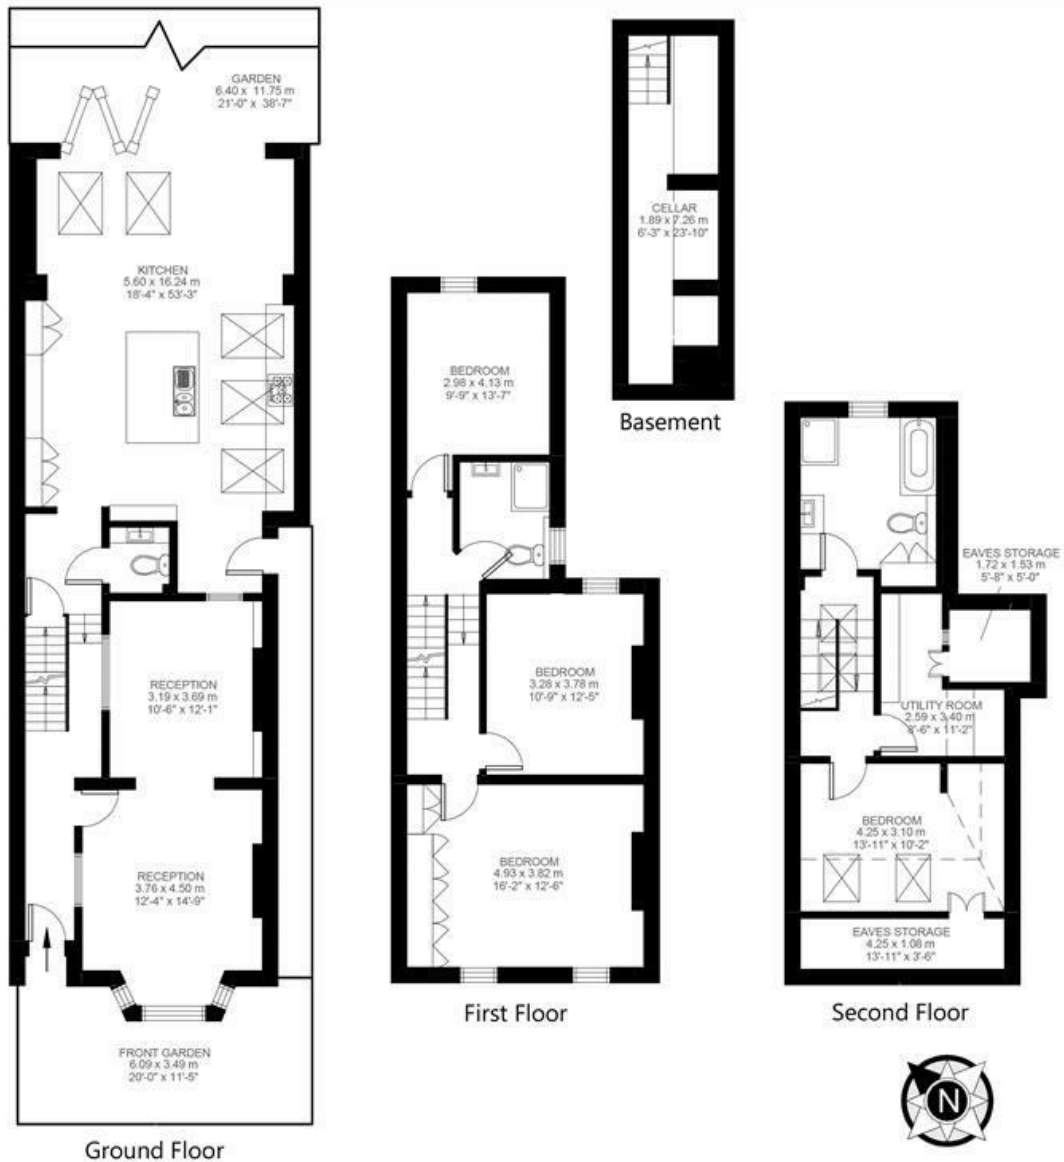 GARDEN
6.40 x 11.75 m
21'-0" x 38'-7"
KITCHEN
5.60 x 16.24 m
18'-4" x 53'-3"
RECEPTION
3.19 x 3.69 m
10'-6" x 12'-1"
RECEPTION
3.76 x 4.50 m
12'-4" x 14'-9"
FRONT GARDEN
6.09 x 3.49 m
20'-0" x 11'-5"
Ground Floor
BEDROOM
2.98 x 4.13 m
9'-9" x 13'-7"
BEDROOM
3.28 x 3.78 m
10'-9" x 12'-5"
BEDROOM
4.93 x 3.82 m
16'-2" x 12'-6"
First Floor
CELLAR
1.89 x 7.26 m
6'-3" x 23'-10"
Basement
EAVES STORAGE
1.72 x 1.53 m
5'-8" x 5'-0"
UTILITY ROOM
2.59 x 3.40 m
8'-6" x 11'-2"
BEDROOM
4.25 x 3.10 m
13'-11" x 10'-2"
EAVES STORAGE
4.25 x 1.08 m
13'-11" x 3'-6"
Second Floor
N